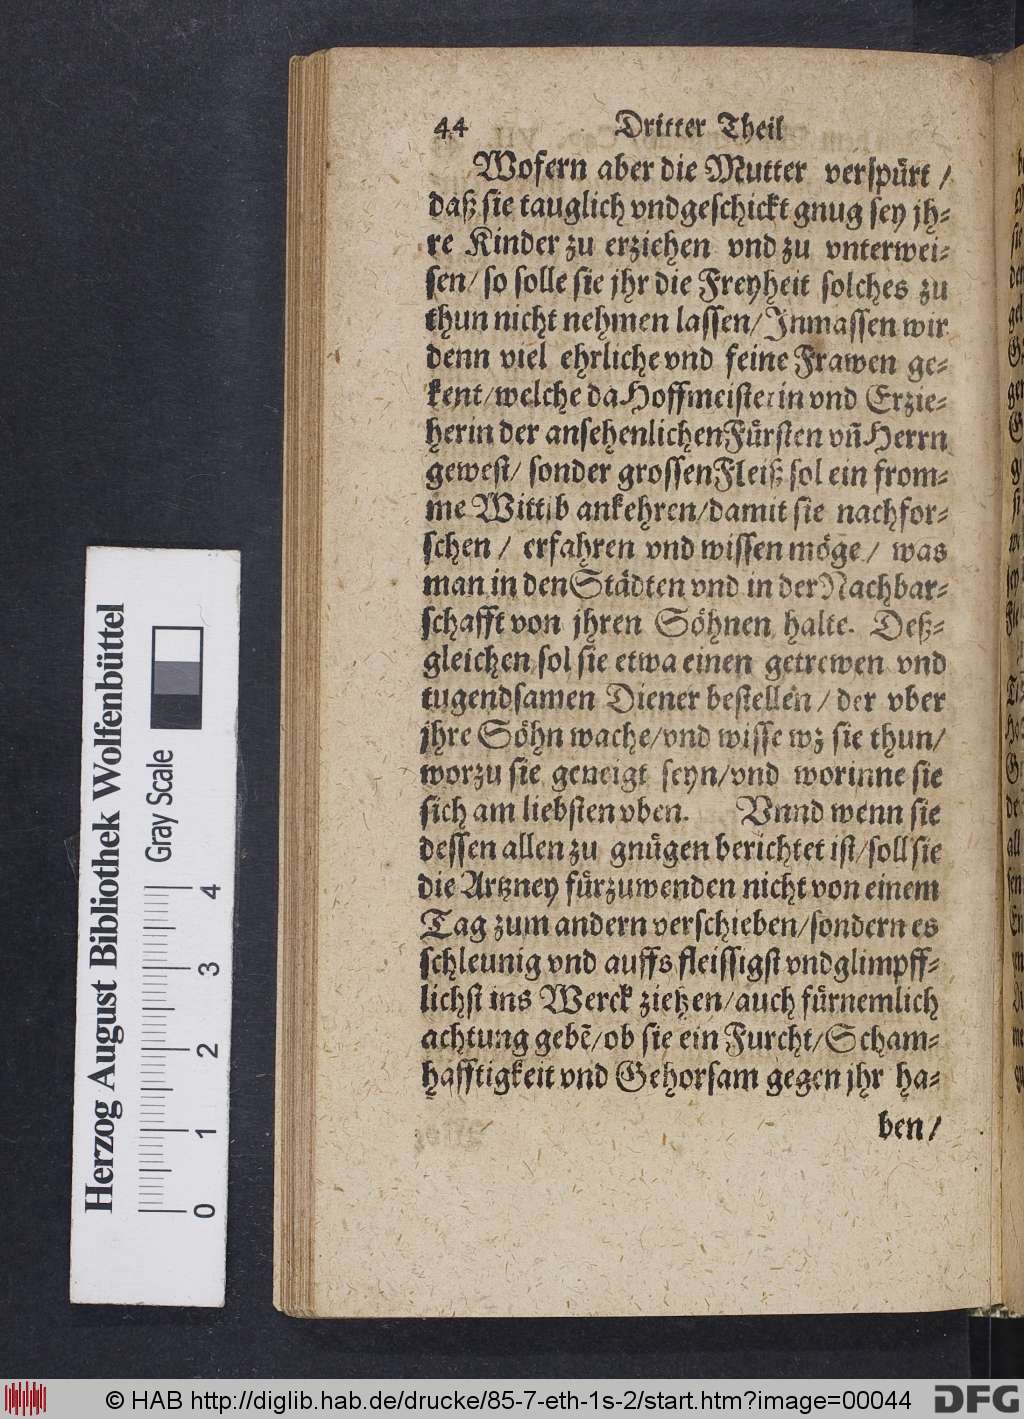 44 Dritter Theil
Wofern aber die Mutter verspürt /
daß sie tauglich vndgeschickt gnug sey jh-
re Kinder zu erziehen vnd zu vnterwei-
sen/ so solle sie jhr die Freyheit solches zu
thun nicht nehmen lassen/ Jnmassen wir
denn viel ehrliche vnd feine Frawen ge-
kent/welche da Hoffmeisterin vnd Erzie-
herin der ansehenlichen Fürsten vñ Herrn
gewest/ sonder grossen Fleiß sol ein from-
me Wittib ankehren/damit sie nachfor-
schen / erfahren vnd wissen möge/ was
man in den Städten vnd in der Nachbar-
schafft von jhren Söhnen halte. Deß-
gleichen sol sie etwa einen getrewen vnd
tugendsamen Diener bestellen / der vber
jhre Söhn wache/vnd wisse wz sie thun/
worzu sie geneigt seyn/vnd worinne sie
sich am liebsten vben. Vnnd wenn sie
dessen allen zu gnügen berichtet ist/soll sie
die Artzney fürzuwenden nicht von einem
Tag zum andern verschieben/sondern es
schleunig vnd auffs fleissigst vndglimpff-
lichst ins Werck zietzen/auch fürnemlich
achtung gebẽ/ob sie ein Furcht/Scham-
hafftigkeit vnd Gehorsam gegen jhr ha-
ben/
Herzog August Bibliothek Wolfenbüttel
Gray Scale
0 1 2 3 4
© HAB http://diglib.hab.de/drucke/85-7-eth-1s-2/start.htm?image=00044
DFG